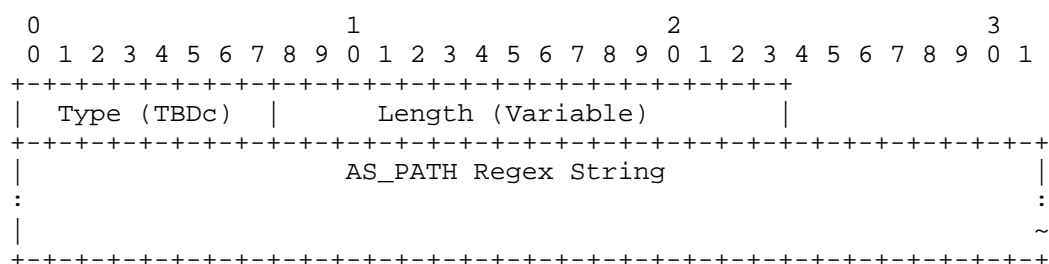 0                   1                   2                   3
 0 1 2 3 4 5 6 7 8 9 0 1 2 3 4 5 6 7 8 9 0 1 2 3 4 5 6 7 8 9 0 1
+-+-+-+-+-+-+-+-+-+-+-+-+-+-+-+-+-+-+-+-+-+-+-+-+
|  Type (TBDc)  |      Length (Variable)        |
+-+-+-+-+-+-+-+-+-+-+-+-+-+-+-+-+-+-+-+-+-+-+-+-+-+-+-+-+-+-+-+-+
|                    AS_PATH Regex String                       |
:                                                               :
|                                                               ~
+-+-+-+-+-+-+-+-+-+-+-+-+-+-+-+-+-+-+-+-+-+-+-+-+-+-+-+-+-+-+-+-+